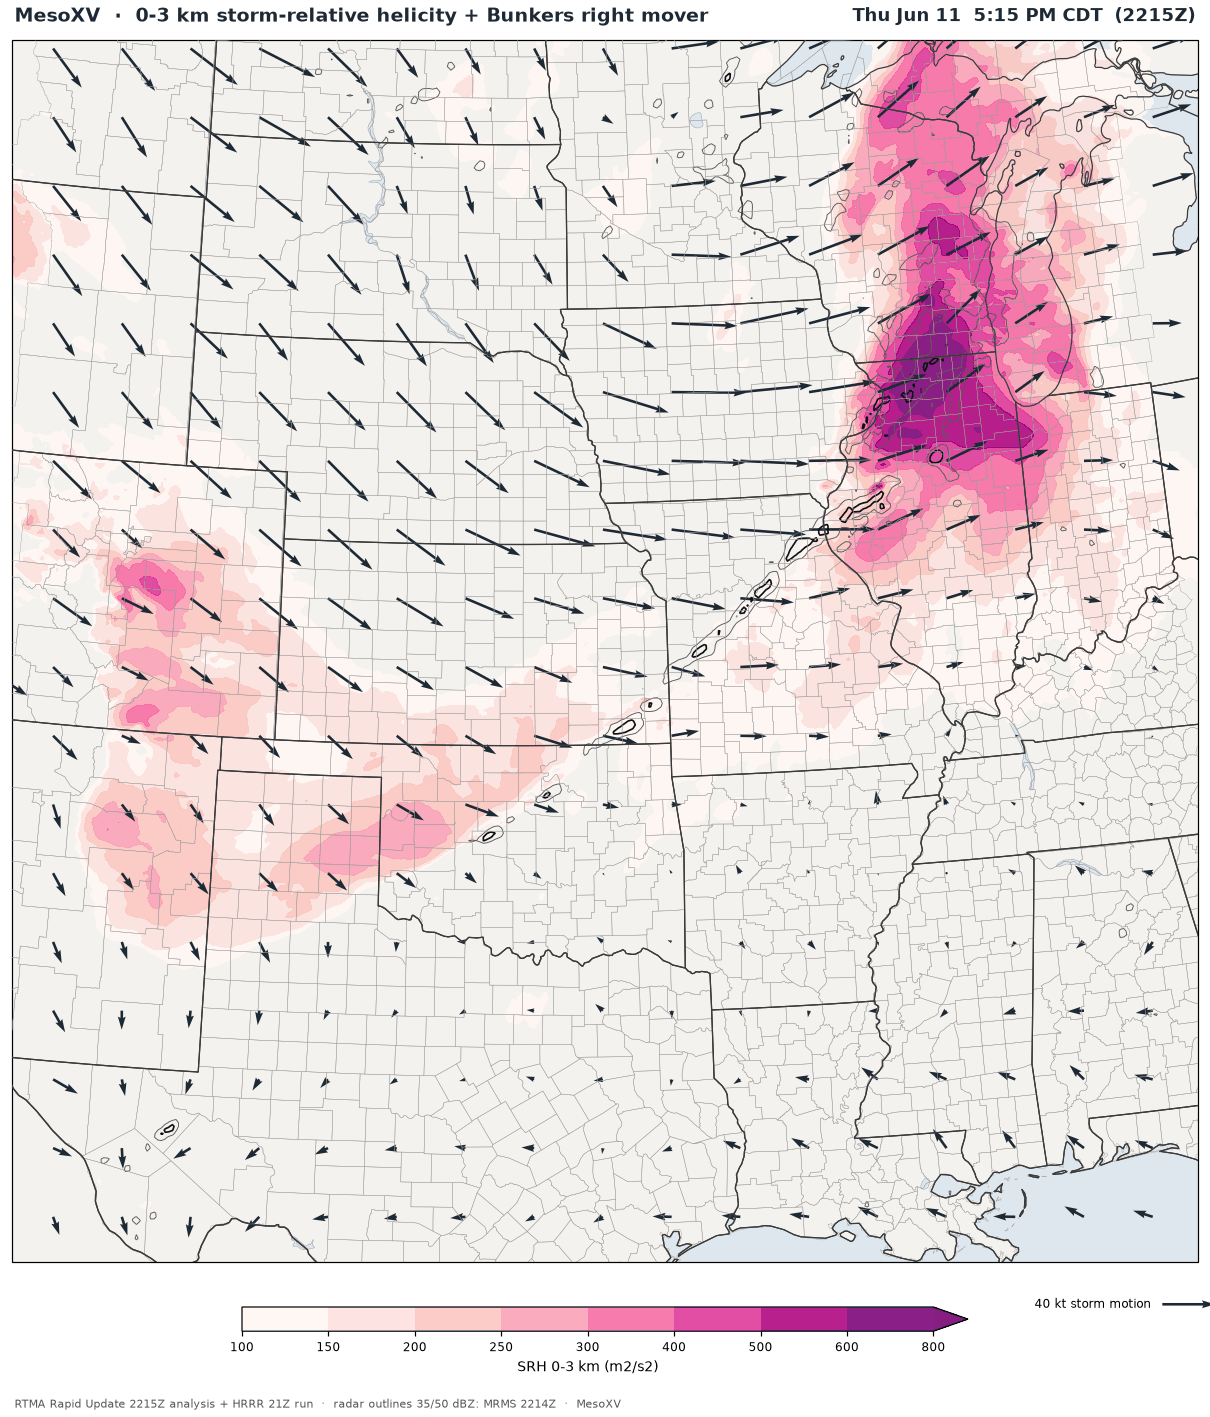 MesoXV · 0-3 km storm-relative helicity + Bunkers right mover
Thu Jun 11 5:15 PM CDT (2215Z)
40 kt storm motion
100 150 200 250 300 400 500 600 800
SRH 0-3 km (m2/s2)
RTMA Rapid Update 2215Z analysis + HRRR 21Z run · radar outlines 35/50 dBZ: MRMS 2214Z · MesoXV